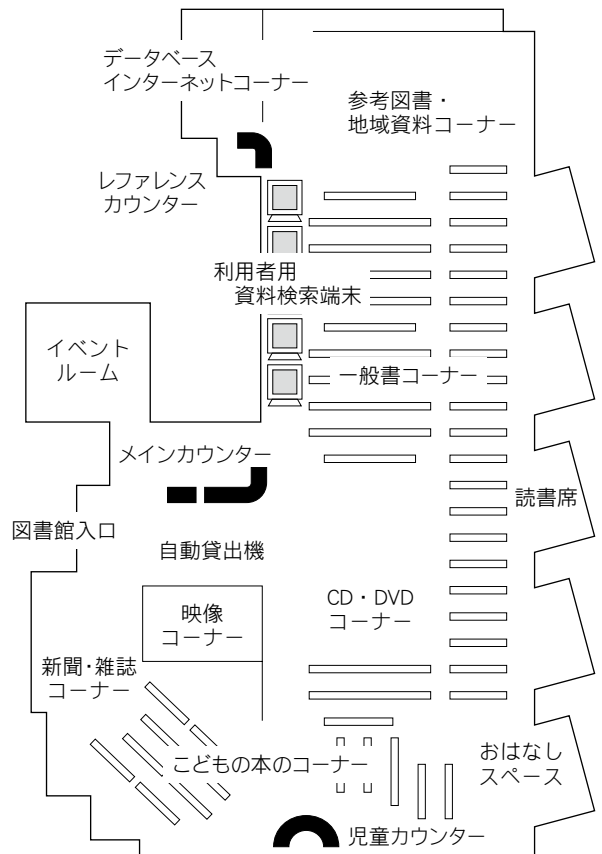 データベース
インターネットコーナー
参考図書・
地域資料コーナー
レファレンス
カウンター
利用者用
資料検索端末
イベント
ルーム
一般書コーナー
メインカウンター
読書席
図書館入口
自動貸出機
映像
コーナー
CD・DVD
コーナー
新聞・雑誌
コーナー
こどもの本のコーナー
おはなし
スペース
児童カウンター